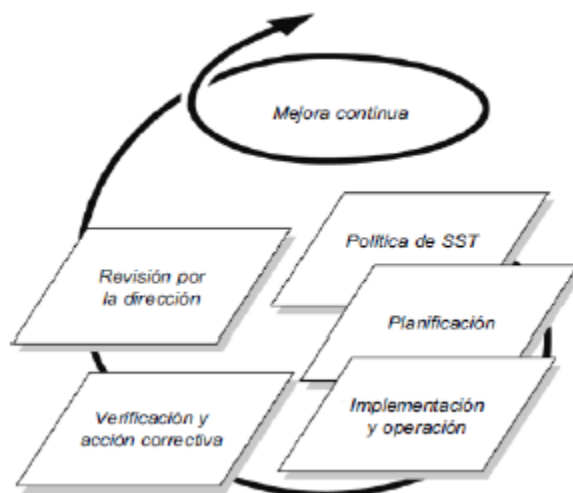 Mejora continua
Política de SST
Planificación
Implementación
y operación
Verificación y
acción correctiva
Revisión por
la dirección